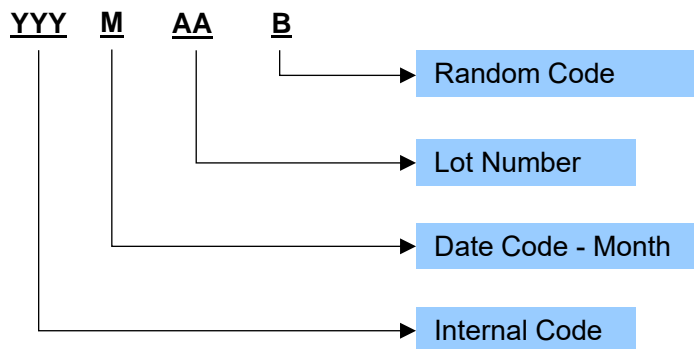 YYY M AA B
Random Code
Lot Number
Date Code - Month
Internal Code